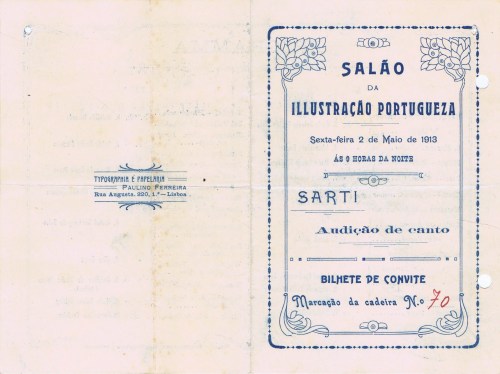 TYPOGRAPHIA E PAPELARIA
PAULINO FERREIRA
Rua Augusta, 220, 1.º — Lisboa
SALÃO
DA
ILLUSTRAÇÃO PORTUGUEZA
Sexta-feira 2 de Maio de 1913
ÁS 9 HORAS DA NOITE
SARTI
Audição de canto
BILHETE DE CONVITE
Marcação da cadeira N.o 70